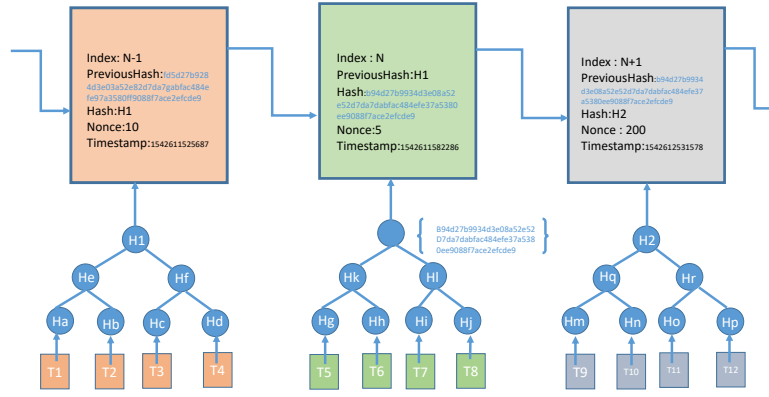 Index: N-1
PreviousHash:fd5d27b928
4d3e03a52e82d7da7gabfac484e
fe97a3580ff9088f7ace2efcde9
Hash:H1
Nonce:10
Timestamp:1542611525687
Index : N
PreviousHash:H1
Hash:b94d27b9934d3e08a52
e52d7da7dabfac484efe37a5380
ee9088f7ace2efcde9
Nonce:5
Timestamp:1542611582286
Index : N+1
PreviousHash:b94d27b9934
d3e08a52e52d7da7dabfac484efe37
a5380ee9088f7ace2efcde9
Hash:H2
Nonce : 200
Timestamp:1542612531578
H1
He
Hf
Ha
Hb
Hc
Hd
T1
T2
T3
T4
B94d27b9934d3e08a52e52
D7da7dabfac484efe37a538
0ee9088f7ace2efcde9
Hk
Hl
Hg
Hh
Hi
Hj
T5
T6
T7
T8
H2
Hq
Hr
Hm
Hn
Ho
Hp
T9
T10
T11
T12